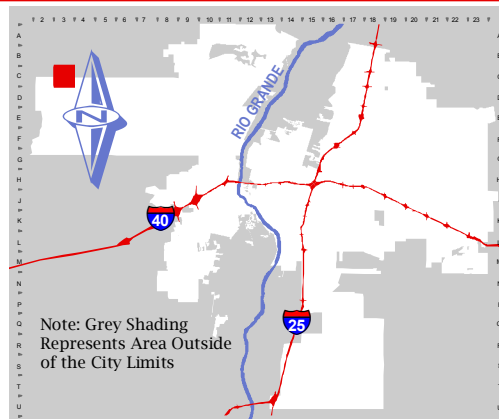 2 3 4 5 6 7 8 9 10 11 12 13 14 15 16 17 18 19 20 21 22 23
A
B
C
D
E
F
G
H
J
K
L
M
N
P
Q
R
S
T
U
N
RIO GRANDE
40
25
Note: Grey Shading
Represents Area Outside
of the City Limits